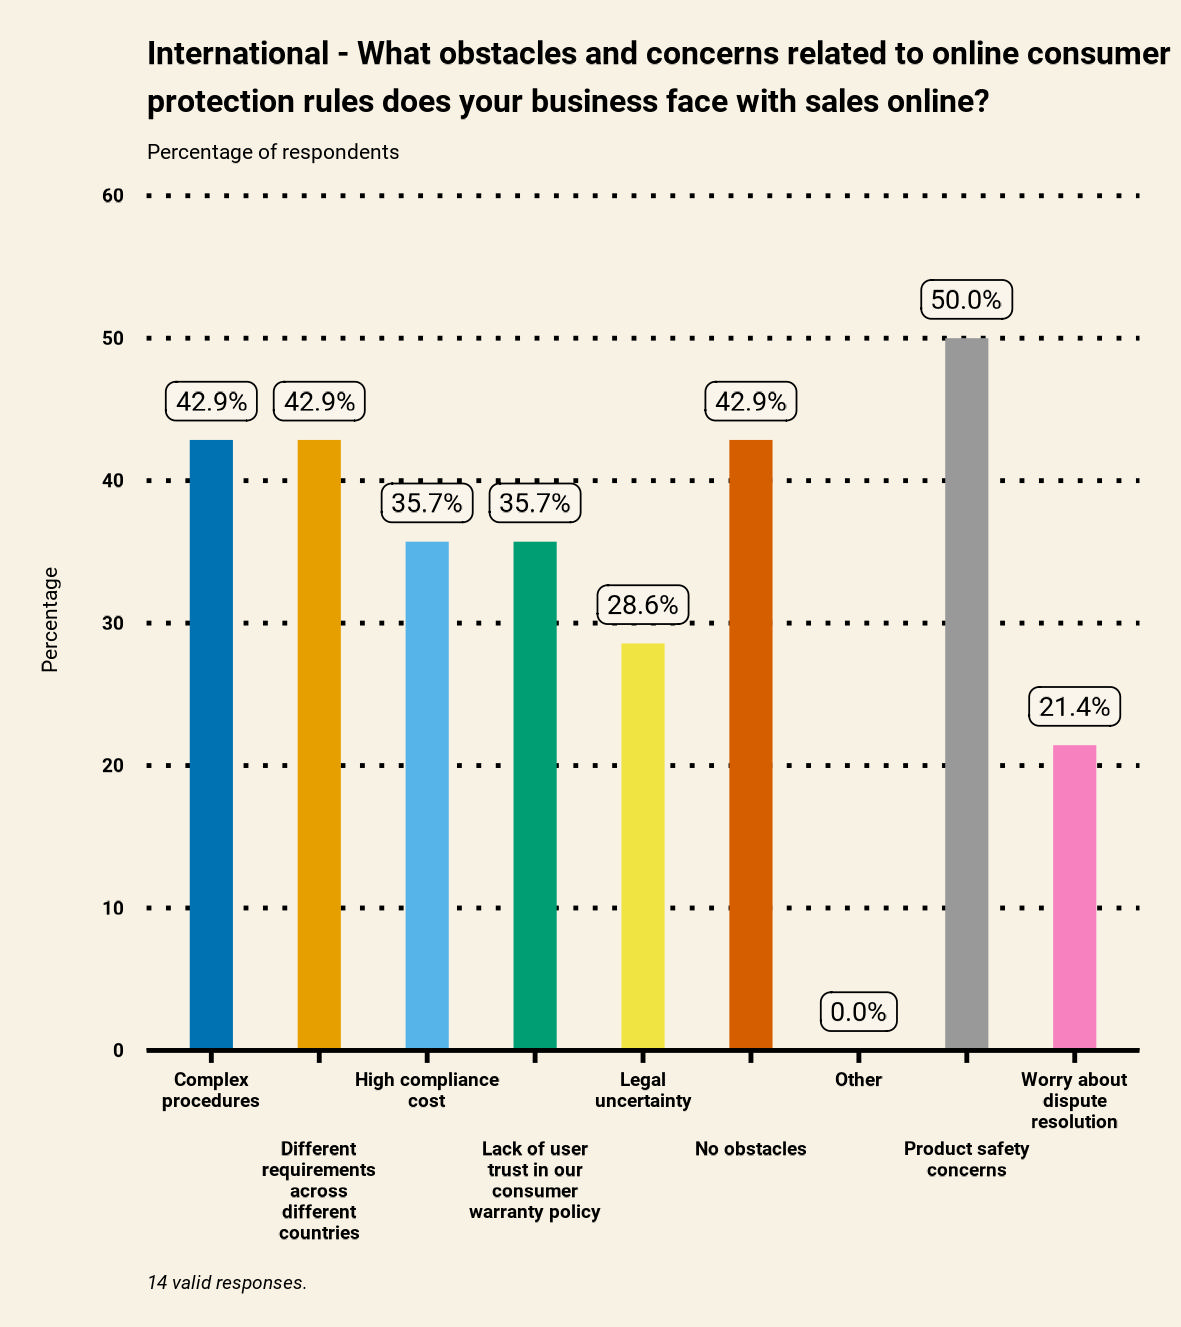 International - What obstacles and concerns related to online consumer
protection rules does your business face with sales online?
Percentage of respondents
60
50
40
30
20
10
0
Percentage
42.9%
42.9%
35.7%
35.7%
28.6%
42.9%
0.0%
50.0%
21.4%
Complex
procedures
Different
requirements
across
different
countries
High compliance
cost
Lack of user
trust in our
consumer
warranty policy
Legal
uncertainty
No obstacles
Other
Product safety
concerns
Worry about
dispute
resolution
14 valid responses.